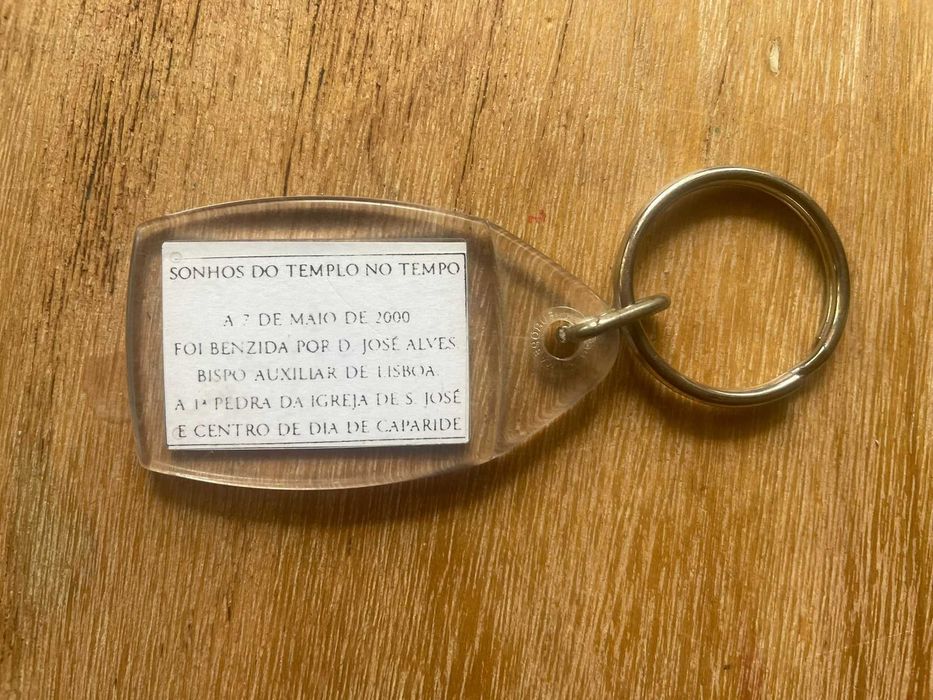 SONHOS DO TEMPLO NO TEMPO
A 7 DE MAIO DE 2000
FOI BENZIDA POR D. JOSÉ ALVES
BISPO AUXILIAR DE LISBOA
A 1ª PEDRA DA IGREJA DE S. JOSÉ
E CENTRO DE DIA DE CAPARIDE